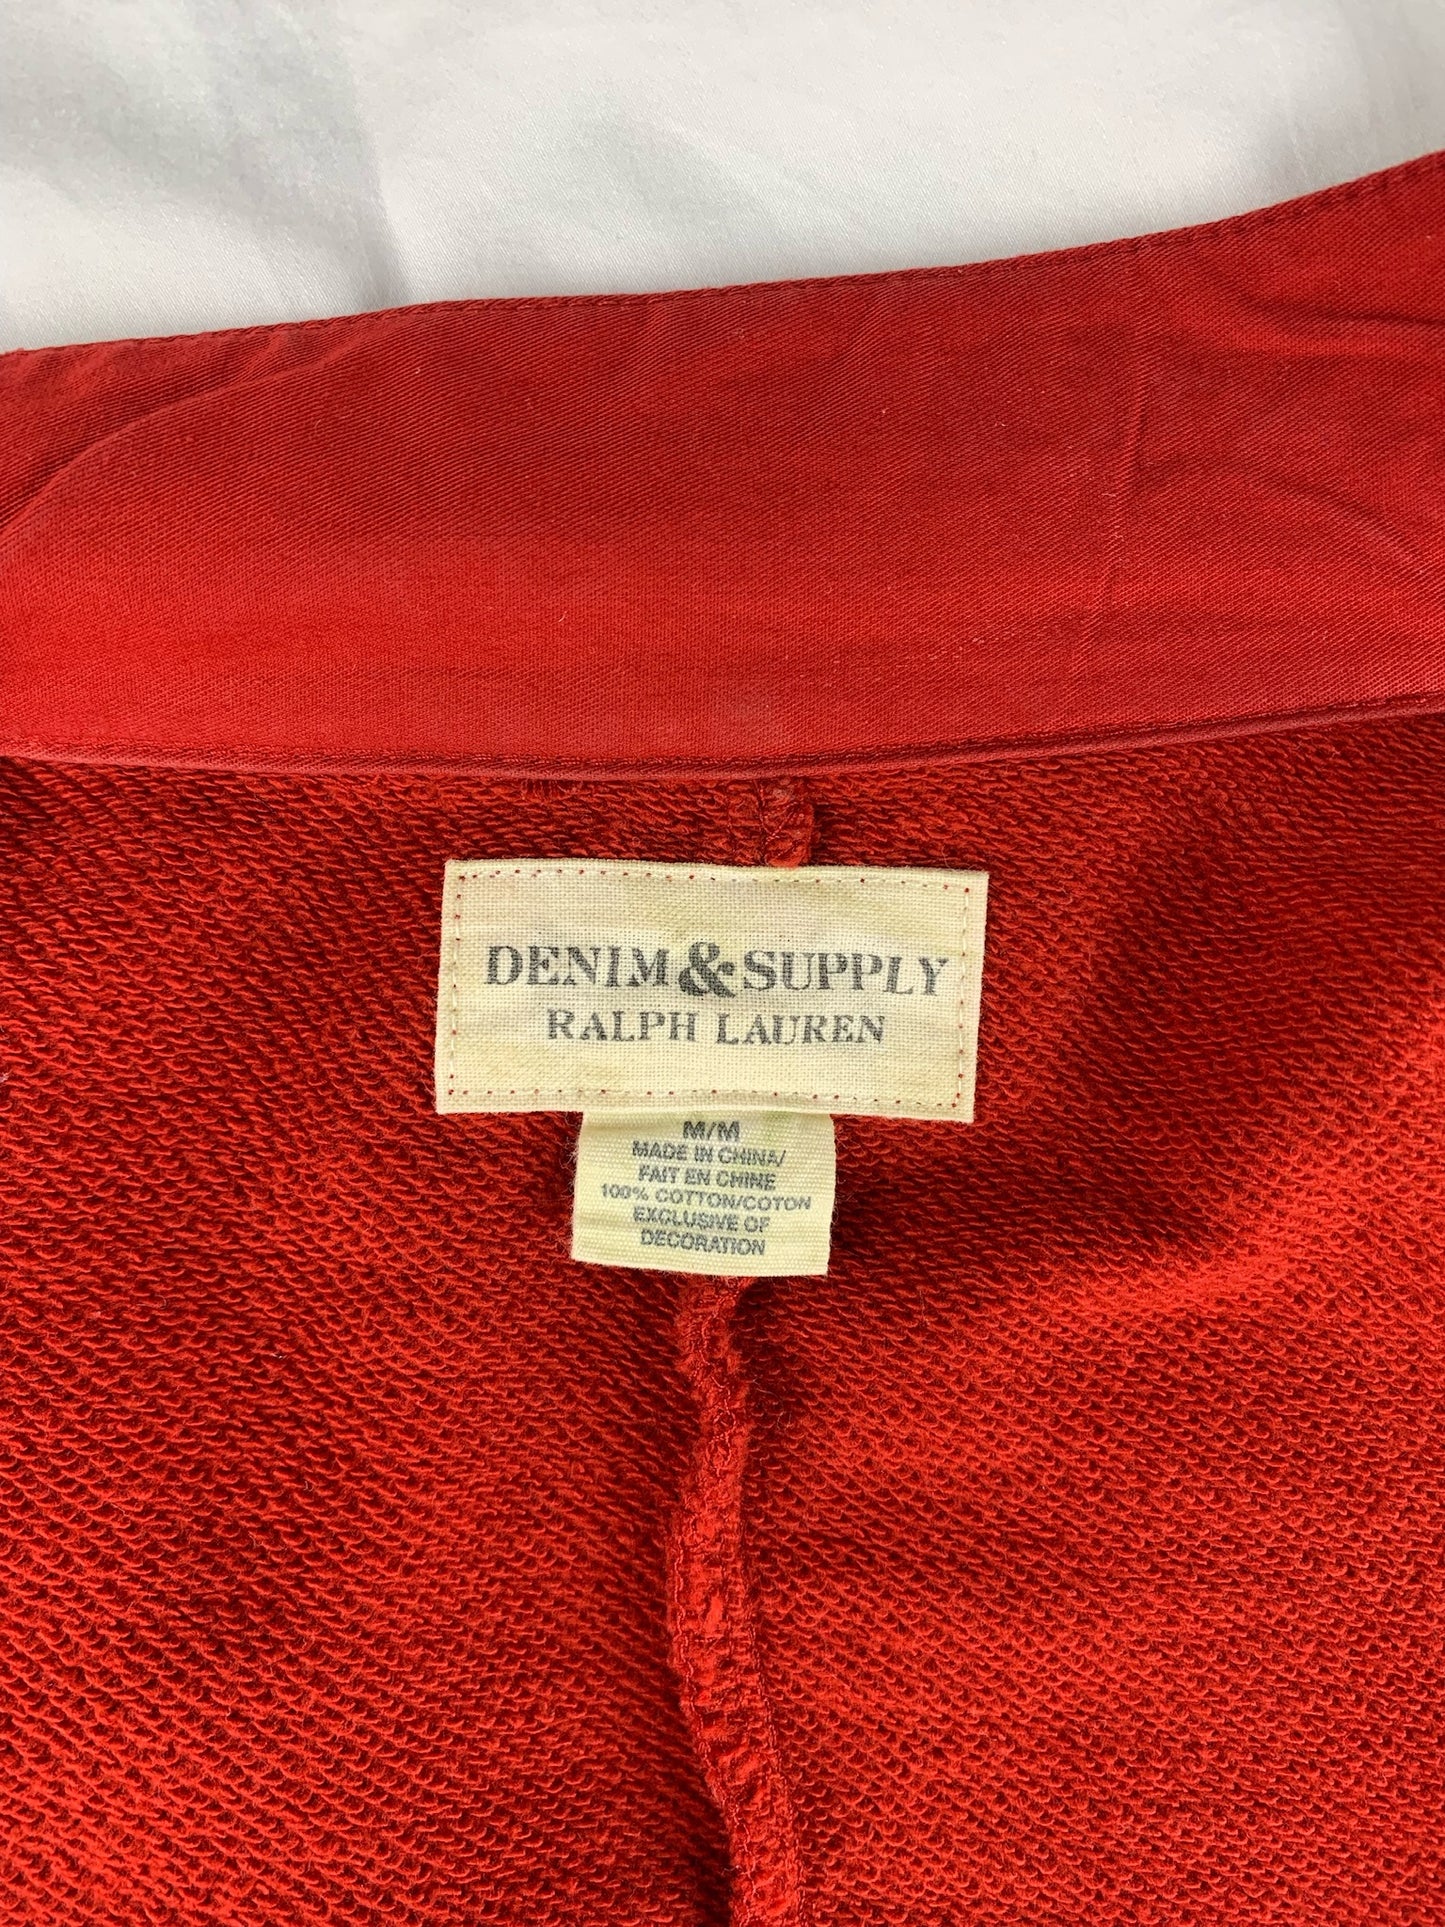 DENIM & SUPPLY
RALPH LAUREN
M/M
MADE IN CHINA/
FAIT EN CHINE
100% COTTON/COTON
EXCLUSIVE OF
DECORATION